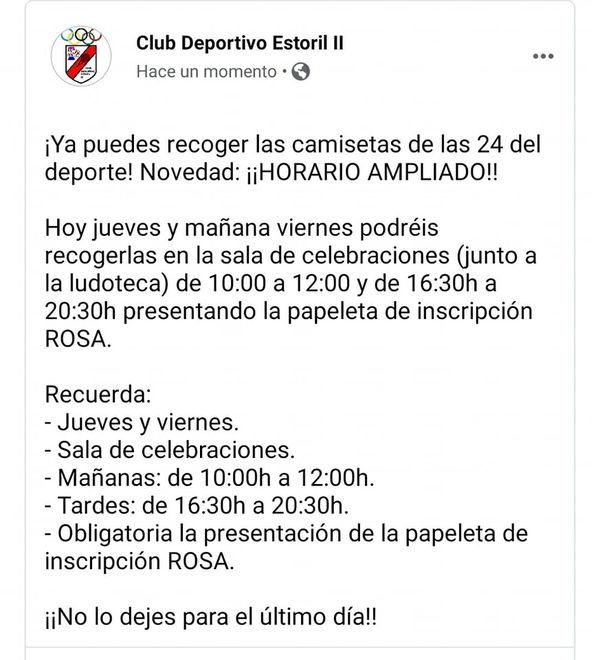 Club Deportivo Estoril II
Hace un momento •
¡Ya puedes recoger las camisetas de las 24 del
deporte! Novedad: ¡¡HORARIO AMPLIADO!!
Hoy jueves y mañana viernes podréis
recogerlas en la sala de celebraciones (junto a
la ludoteca) de 10:00 a 12:00 y de 16:30h a
20:30h presentando la papeleta de inscripción
ROSA.
Recuerda:
- Jueves y viernes.
- Sala de celebraciones.
- Mañanas: de 10:00h a 12:00h.
- Tardes: de 16:30h a 20:30h.
- Obligatoria la presentación de la papeleta de
inscripción ROSA.
¡¡No lo dejes para el último día!!